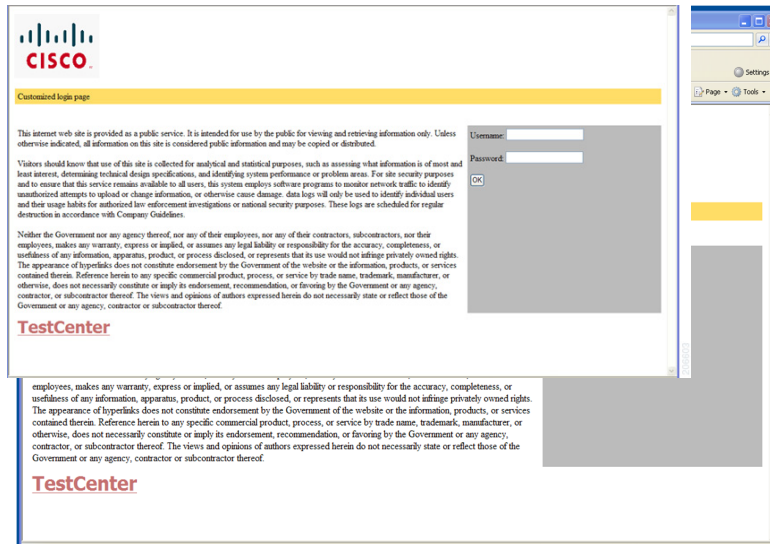 CISCO
Settings
Page
Tools
Customized login page
This internet web site is provided as a public service. It is intended for use by the public for viewing and retrieving information only. Unless
otherwise indicated, all information on this site is considered public information and may be copied or distributed.
Visitors should know that use of this site is collected for analytical and statistical purposes, such as assessing what information is of most and
least interest, determining technical design specifications, and identifying system performance or problem areas. For site security purposes
and to ensure that this service remains available to all users, this system employs software programs to monitor network traffic to identify
unauthorized attempts to upload or change information, or otherwise cause damage. data logs will only be used to identify individual users
and their usage habits for authorized law enforcement investigations or national security purposes. These logs are scheduled for regular
destruction in accordance with Company Guidelines.
Neither the Government nor any agency thereof, nor any of their employees, nor any of their contractors, subcontractors, nor their
employees, makes any warranty, express or implied, or assumes any legal liability or responsibility for the accuracy, completeness, or
usefulness of any information, apparatus, product, or process disclosed, or represents that its use would not infringe privately owned rights.
The appearance of hyperlinks does not constitute endorsement by the Government of the website or the information, products, or services
contained therein. Reference herein to any specific commercial product, process, or service by trade name, trademark, manufacturer, or
otherwise, does not necessarily constitute or imply its endorsement, recommendation, or favoring by the Government or any agency,
contractor, or subcontractor thereof. The views and opinions of authors expressed herein do not necessarily state or reflect those of the
Government or any agency, contractor or subcontractor thereof.
Username:
Password:
OK
TestCenter
employees, makes any warranty, express or implied, or assumes any legal liability or responsibility for the accuracy, completeness, or
usefulness of any information, apparatus, product, or process disclosed, or represents that its use would not infringe privately owned rights.
The appearance of hyperlinks does not constitute endorsement by the Government of the website or the information, products, or services
contained therein. Reference herein to any specific commercial product, process, or service by trade name, trademark, manufacturer, or
otherwise, does not necessarily constitute or imply its endorsement, recommendation, or favoring by the Government or any agency,
contractor, or subcontractor thereof. The views and opinions of authors expressed herein do not necessarily state or reflect those of the
Government or any agency, contractor or subcontractor thereof.
TestCenter